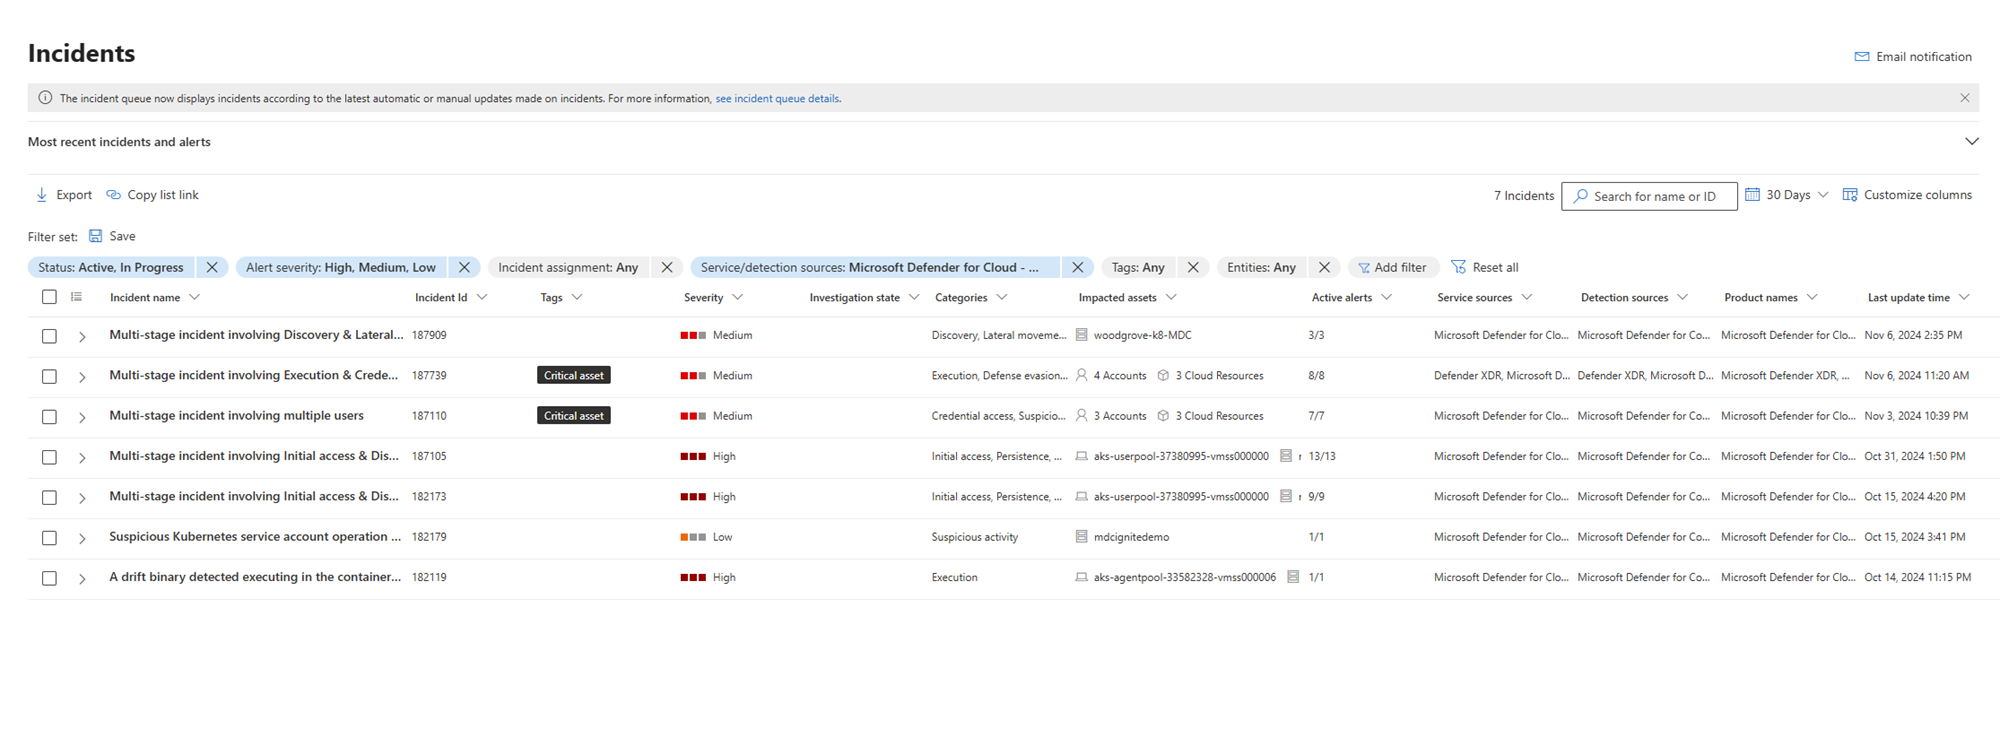 Incidents
Email notification
The incident queue now displays incidents according to the latest automatic or manual updates made on incidents. For more information, see incident queue details.
Most recent incidents and alerts
Export Copy list link 7 Incidents Search for name or ID 30 Days Customize columns
Filter set: Save
Status: Active, In Progress Alert severity: High, Medium, Low Incident assignment: Any Service/detection sources: Microsoft Defender for Cloud - ... Tags: Any Entities: Any Add filter Reset all
Incident name Incident Id Tags Severity Investigation state Categories Impacted assets Active alerts Service sources Detection sources Product names Last update time
Multi-stage incident involving Discovery & Lateral... 187909 Medium Discovery, Lateral moveme... woodgrove-k8-MDC 3/3 Microsoft Defender for Clo... Microsoft Defender for Co... Microsoft Defender for Clo... Nov 6, 2024 2:35 PM
Multi-stage incident involving Execution & Crede... 187739 Critical asset Medium Execution, Defense evasion... 4 Accounts 3 Cloud Resources 8/8 Defender XDR, Microsoft D... Defender XDR, Microsoft D... Microsoft Defender XDR, ... Nov 6, 2024 11:20 AM
Multi-stage incident involving multiple users 187110 Critical asset Medium Credential access, Suspicio... 3 Accounts 3 Cloud Resources 7/7 Microsoft Defender for Clo... Microsoft Defender for Co... Microsoft Defender for Clo... Nov 3, 2024 10:39 PM
Multi-stage incident involving Initial access & Dis... 187105 High Initial access, Persistence, ... aks-userpool-37380995-vmss000000 13/13 Microsoft Defender for Clo... Microsoft Defender for Co... Microsoft Defender for Clo... Oct 31, 2024 1:50 PM
Multi-stage incident involving Initial access & Dis... 182173 High Initial access, Persistence, ... aks-userpool-37380995-vmss000000 9/9 Microsoft Defender for Clo... Microsoft Defender for Co... Microsoft Defender for Clo... Oct 15, 2024 4:20 PM
Suspicious Kubernetes service account operation ... 182179 Low Suspicious activity mdcignitedemo 1/1 Microsoft Defender for Clo... Microsoft Defender for Co... Microsoft Defender for Clo... Oct 15, 2024 3:41 PM
A drift binary detected executing in the container... 182119 High Execution aks-agentpool-33582328-vmss000006 1/1 Microsoft Defender for Clo... Microsoft Defender for Co... Microsoft Defender for Clo... Oct 14, 2024 11:15 PM